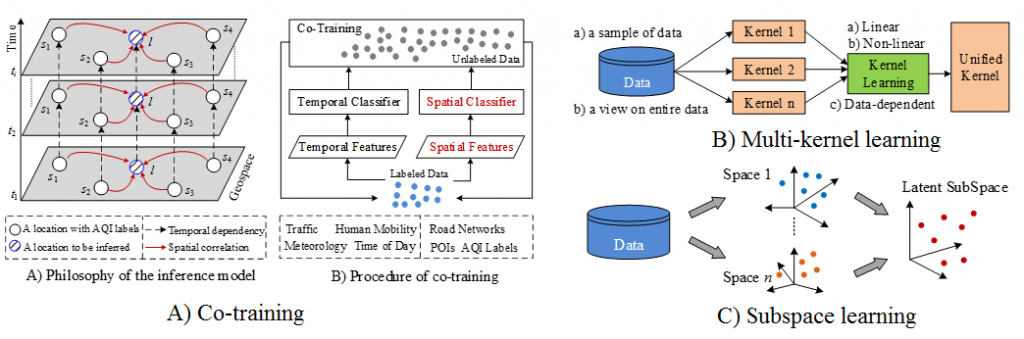 Time
t_i
t_2
t_1
s_1
s_2
s_3
s_4
l
s_1
s_2
s_3
s_4
l
s_1
s_2
s_3
s_4
l
Geospace
A location with AQI labels
Temporal dependency
A location to be inferred
Spatial correlation
A) Philosophy of the inference model
Co-Training
Unlabeled Data
Temporal Classifier
Spatial Classifier
Temporal Features
Spatial Features
Labeled Data
Traffic Human Mobility Road Networks
Meteorology Time of Day POIs AQI Labels
B) Procedure of co-training
A) Co-training
a) a sample of data
Data
b) a view on entire data
Kernel 1
Kernel 2
Kernel n
a) Linear
b) Non-linear
Kernel
Learning
c) Data-dependent
Unified
Kernel
B) Multi-kernel learning
Data
Space 1
Space n
Latent SubSpace
C) Subspace learning